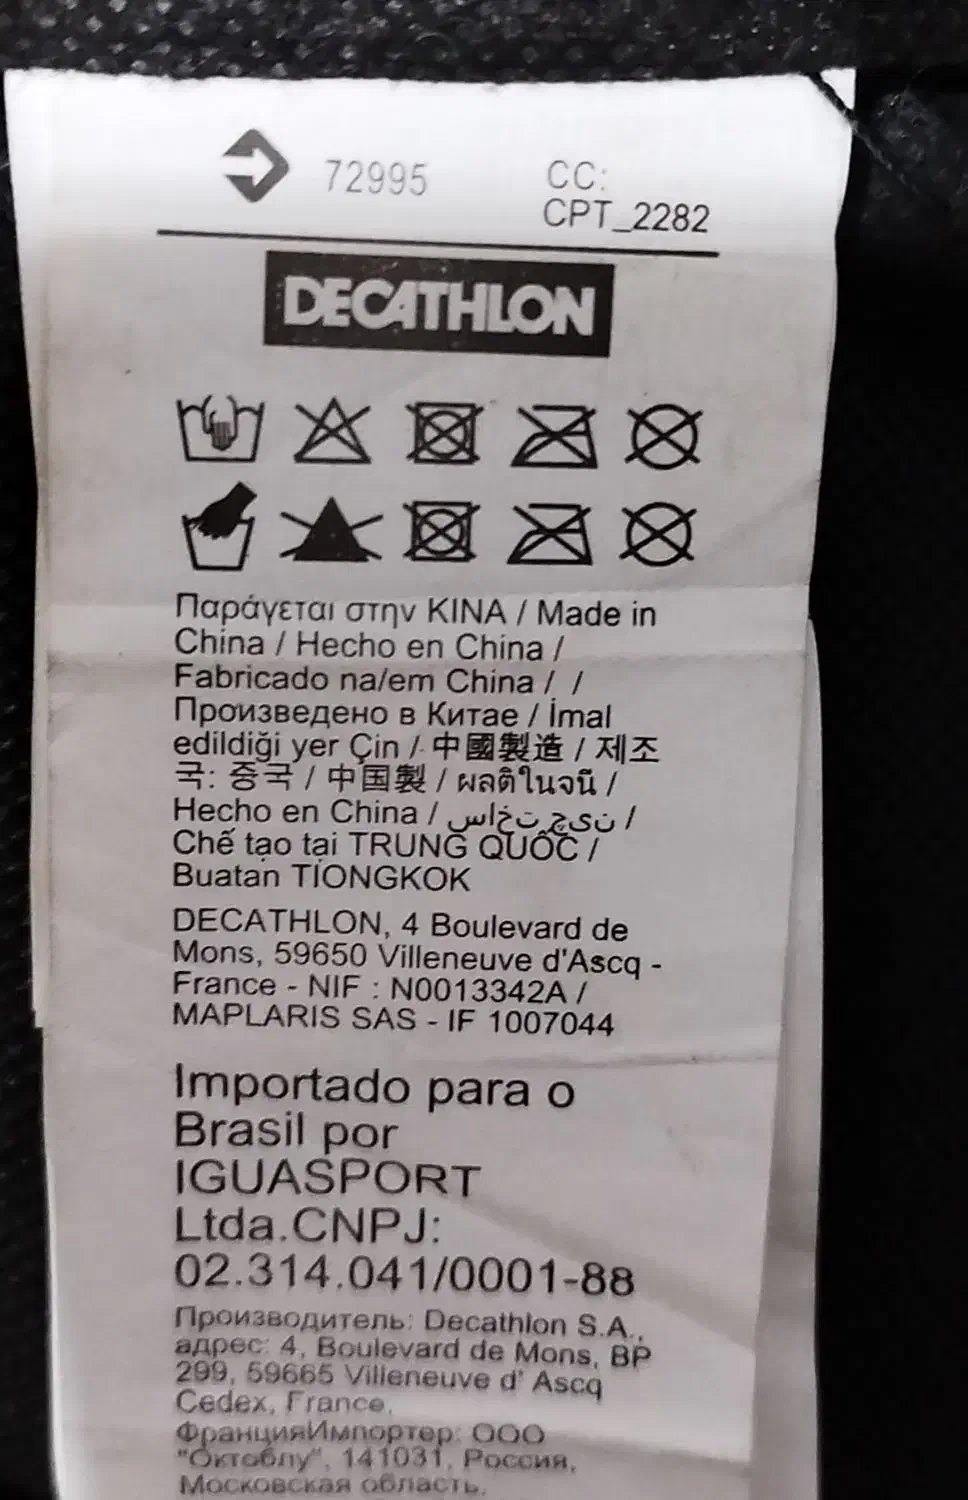 72995 CC:
CPT_2282
DECATHLON
Παράγεται στην KINA / Made in
China / Hecho en China /
Fabricado na/em China / /
Произведено в Китае / İmal
edildiği yer Çin / 中國製造 / 제조
국: 중국 / 中国製 / ผลิตในจีน /
Hecho en China / ساخت چین /
Chế tạo tại TRUNG QUỐC /
Buatan TIONGKOK
DECATHLON, 4 Boulevard de
Mons, 59650 Villeneuve d'Ascq -
France - NIF : N0013342A /
MAPLARIS SAS - IF 1007044
Importado para o
Brasil por
IGUASPORT
Ltda.CNPJ:
02.314.041/0001-88
Производитель: Decathlon S.A.,
адрес: 4, Boulevard de Mons, BP
299, 59665 Villeneuve d' Ascq
Cedex, France,
ФранцияИмпортер: ООО
"Октоблу", 141031, Россия,
Московская область,